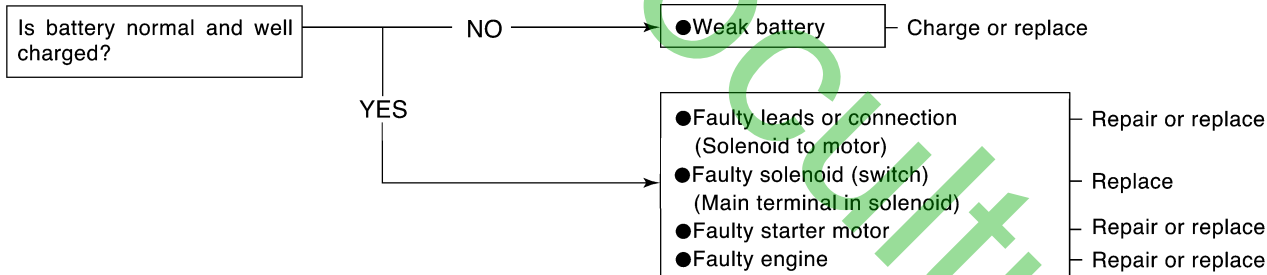 Is battery normal and well
charged?
NO
●Weak battery
Charge or replace
YES
●Faulty leads or connection
(Solenoid to motor)
Repair or replace
●Faulty solenoid (switch)
(Main terminal in solenoid)
Replace
●Faulty starter motor
Repair or replace
●Faulty engine
Repair or replace